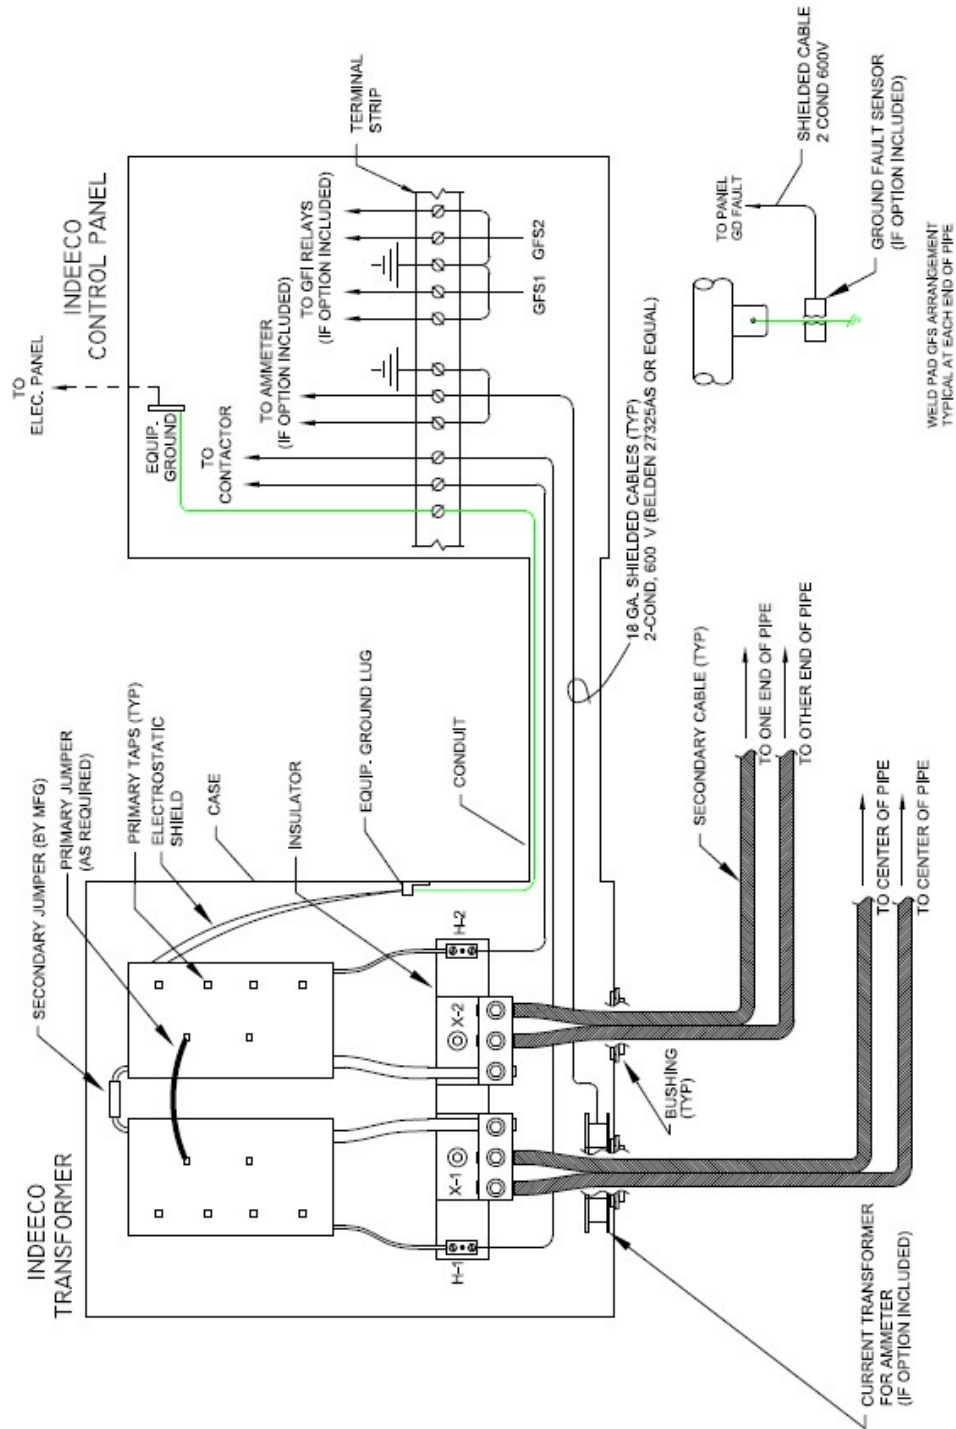 INDEECO
TRANSFORMER
SECONDARY JUMPER (BY MFG)
PRIMARY JUMPER
(AS REQUIRED)
PRIMARY TAPS (TYP)
ELECTROSTATIC
SHIELD
CASE
INSULATOR
EQUIP. GROUND LUG
CONDUIT
H-1
X-1
X-2
H-2
BUSHING
(TYP)
CURRENT TRANSFORMER
FOR AMMETER
(IF OPTION INCLUDED)
TO
ELEC. PANEL
INDEECO
CONTROL PANEL
EQUIP.
GROUND
TO
CONTACTOR
TO AMMETER
(IF OPTION INCLUDED)
TO GFI RELAYS
(IF OPTION INCLUDED)
TERMINAL
STRIP
GFS1
GFS2
18 GA. SHIELDED CABLES (TYP)
2-COND, 600 V (BELDEN 27325AS OR EQUAL)
SECONDARY CABLE (TYP)
TO ONE END OF PIPE
TO OTHER END OF PIPE
TO CENTER OF PIPE
TO CENTER OF PIPE
TO PANEL
GD FAULT
SHIELDED CABLE
2 COND 600V
GROUND FAULT SENSOR
(IF OPTION INCLUDED)
WELD PAD GFS ARRANGEMENT
TYPICAL AT EACH END OF PIPE